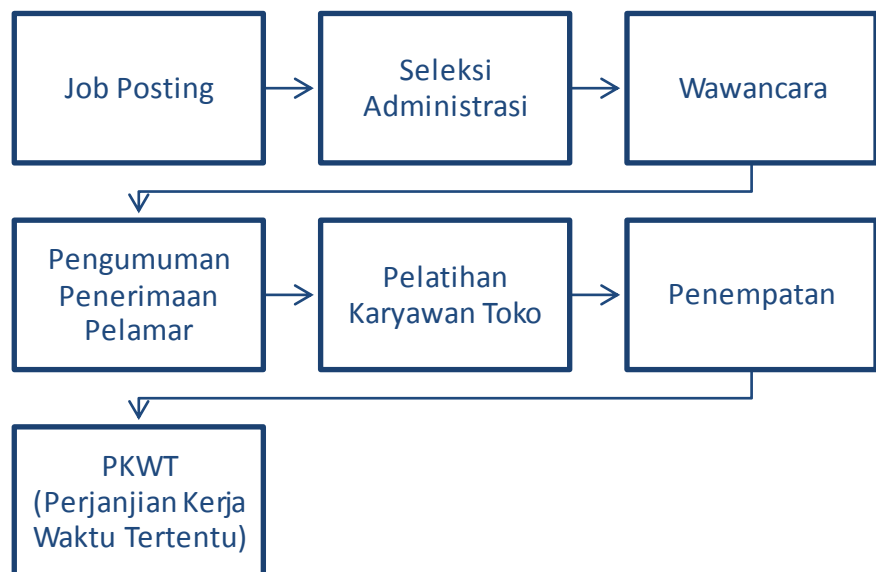 Job Posting
Seleksi
Administrasi
Wawancara
Pengumuman
Penerimaan
Pelamar
Pelatihan
Karyawan Toko
Penempatan
PKWT
(Perjanjian Kerja
Waktu Tertentu)